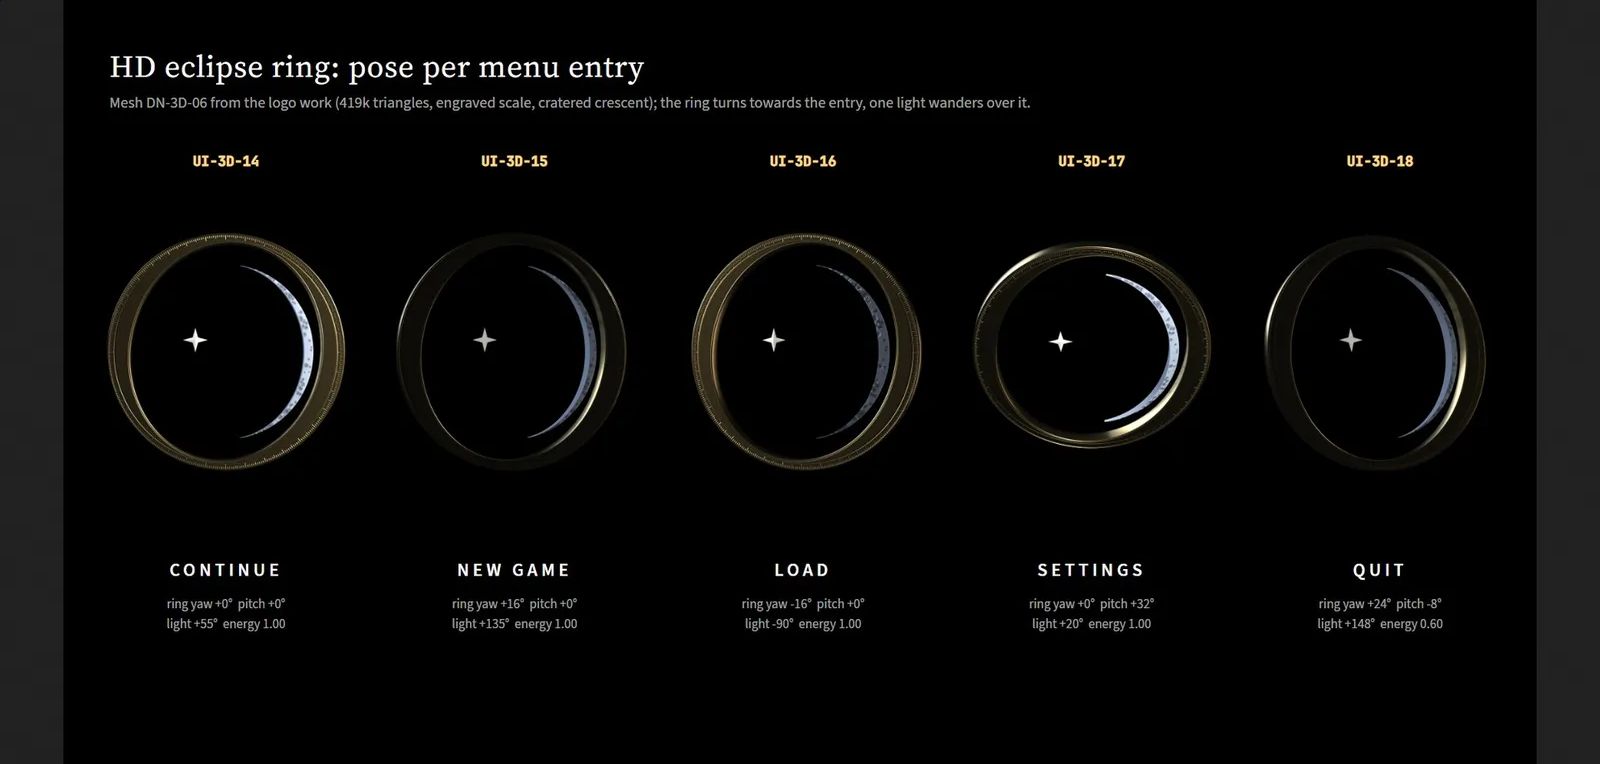 HD eclipse ring: pose per menu entry
Mesh DN-3D-06 from the logo work (419k triangles, engraved scale, cratered crescent); the ring turns towards the entry, one light wanders over it.
UI-3D-14
UI-3D-15
UI-3D-16
UI-3D-17
UI-3D-18
CONTINUE
ring yaw +0° pitch +0°
light +55° energy 1.00
NEW GAME
ring yaw +16° pitch +0°
light +135° energy 1.00
LOAD
ring yaw -16° pitch +0°
light -90° energy 1.00
SETTINGS
ring yaw +0° pitch +32°
light +20° energy 1.00
QUIT
ring yaw +24° pitch -8°
light +148° energy 0.60